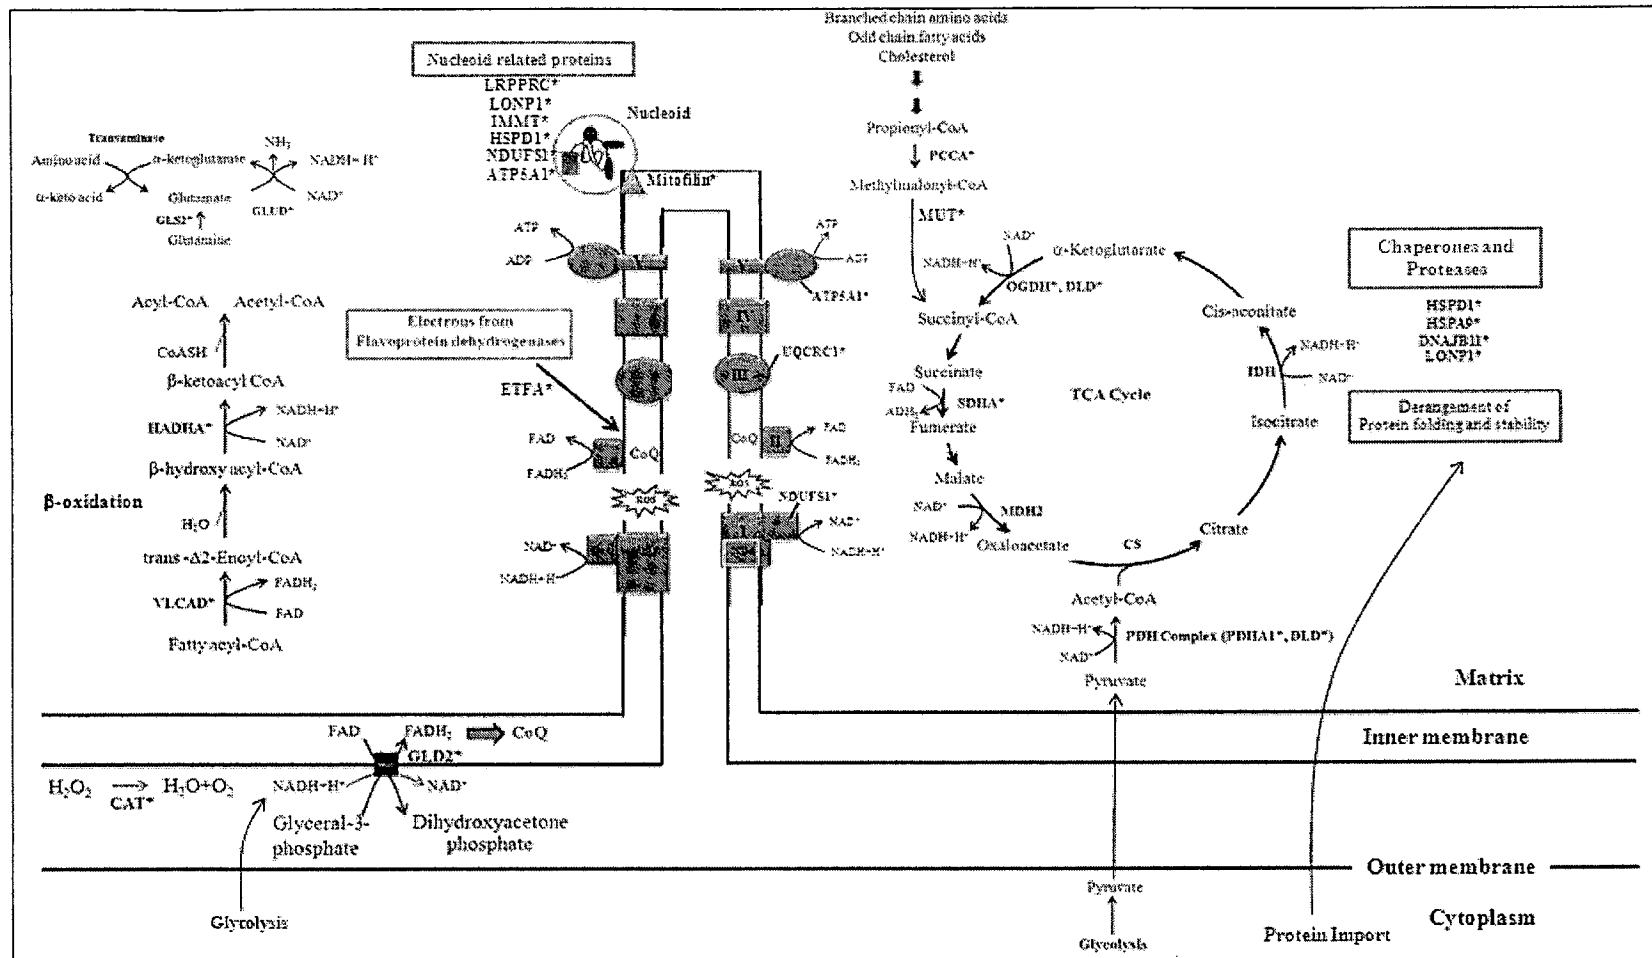 Branched chain amino acids
Odd chain fatty acids
Cholesterol
Propionyl-CoA
PCCA*
Methylmalonyl-CoA
MUT*
Nucleoid related proteins
LRPPRC*
LONP1*
IMMT*
HSPD1*
NDUFS1*
ATP5A1*
Nucleoid
Mitofilin*
Transaminase
Amino acid
α-ketoglutarate
NH₃
NADH+H⁺
α-keto acid
Glutamate
GLUD*
NAD⁺
GLS2*
Glutamine
ATP
ADP
V
V
ATP
ADP
ATP5A1*
IV
Electrons from
Flavoprotein dehydrogenases
ETFA*
III
UQCRC1*
FAD
FADH₂
CoQ
CoQ
II
FAD
FADH₂
ROS
ROS
NDUFS1*
I
NAD⁺
NADH+H⁺
NAD⁺
NADH+H⁺
Acyl-CoA
Acetyl-CoA
CoASH
β-ketoacyl CoA
HADHA*
NADH+H⁺
NAD⁺
β-hydroxy acyl-CoA
β-oxidation
H₂O
trans-Δ2-Enoyl-CoA
VLCAD*
FADH₂
FAD
Fatty acyl-CoA
NAD⁺
α-Ketoglutarate
NADH+H⁺
OGDH*, DLD*
Succinyl-CoA
Cis-aconitate
Succinate
FAD
ADH₂
SDHA*
Fumerate
TCA Cycle
IDH
NADH+H⁺
NAD⁺
Isocitrate
Malate
NAD⁺
MDH2
NADH+H⁺
Oxaloacetate
CS
Citrate
Acetyl-CoA
NADH+H⁺
PDH Complex (PDHA1*, DLD*)
NAD⁺
Pyruvate
Chaperones and
Proteases
HSPD1*
HSPA9*
DNAJB11*
LONP1*
Derangement of
Protein folding and stability
Matrix
Inner membrane
FAD
FADH₂
CoQ
GLD2*
H₂O₂
CAT*
H₂O+O₂
NADH+H⁺
NAD⁺
Glyceral-3-
phosphate
Dihydroxyacetone
phosphate
Outer membrane
Glycolysis
Pyruvate
Glycolysis
Protein Import
Cytoplasm